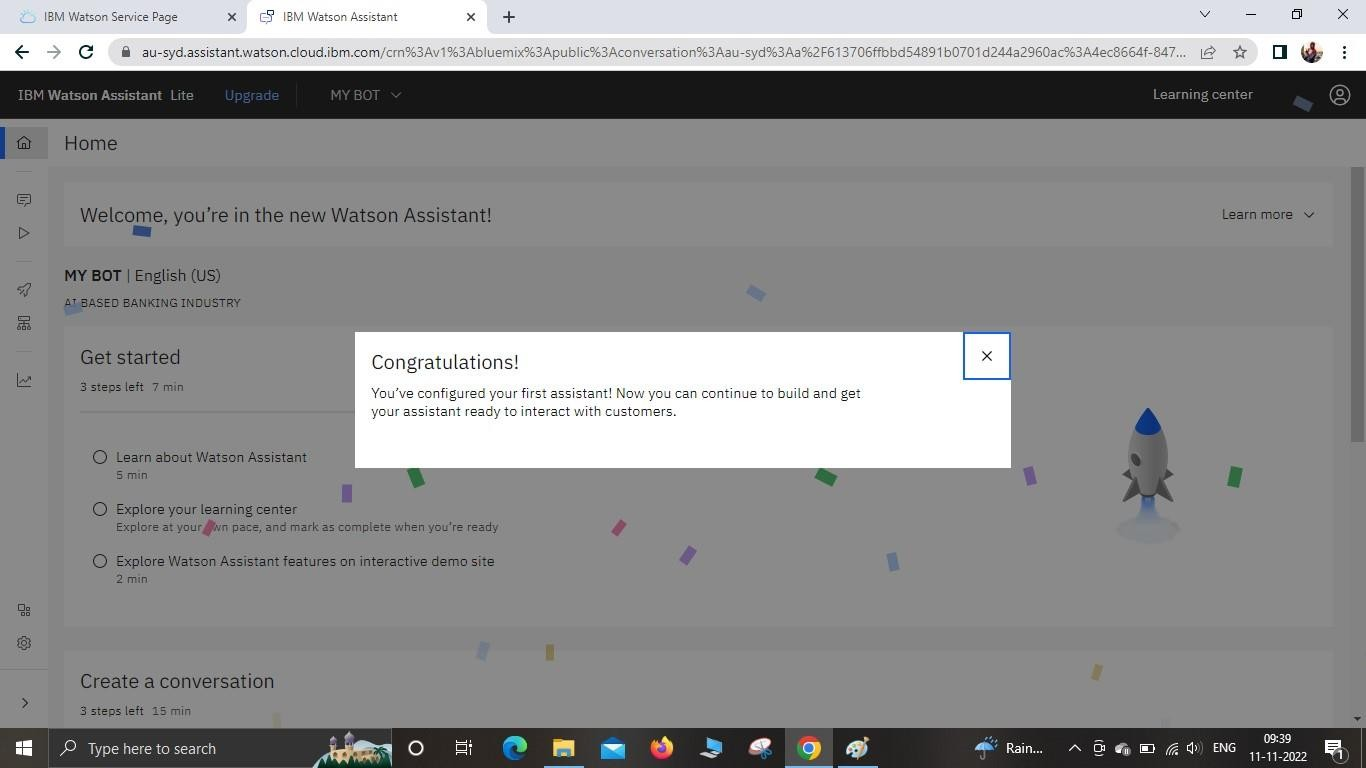 IBM Watson Service Page
IBM Watson Assistant
au-syd.assistant.watson.cloud.ibm.com/crn%3Av1%3Abluemix%3Apublic%3Aconversation%3Aau-syd%3Aa%2F613706ffbbd54891b0701d244a2960ac%3A4ec8664f-847...
IBM Watson Assistant Lite
Upgrade
MY BOT
Learning center
Home
Welcome, you’re in the new Watson Assistant!
Learn more
MY BOT | English (US)
AI BASED BANKING INDUSTRY
Get started
3 steps left 7 min
Congratulations!
You’ve configured your first assistant! Now you can continue to build and get
your assistant ready to interact with customers.
Learn about Watson Assistant
5 min
Explore your learning center
Explore at your own pace, and mark as complete when you’re ready
Explore Watson Assistant features on interactive demo site
2 min
Create a conversation
3 steps left 15 min
Type here to search
Rain...
ENG
09:39
11-11-2022
1